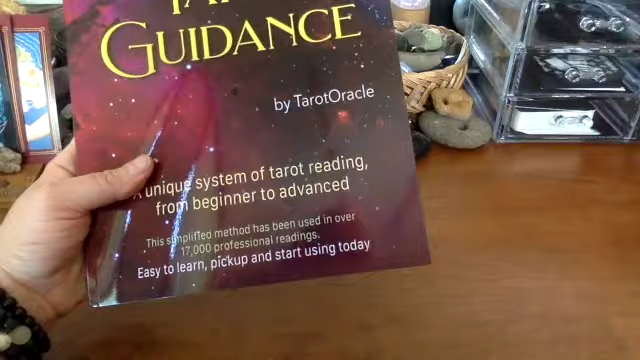 GUIDANCE
by TarotOracle
A unique system of tarot reading,
from beginner to advanced
This simplified method has been used in over
17,000 professional readings.
Easy to learn, pickup and start using today